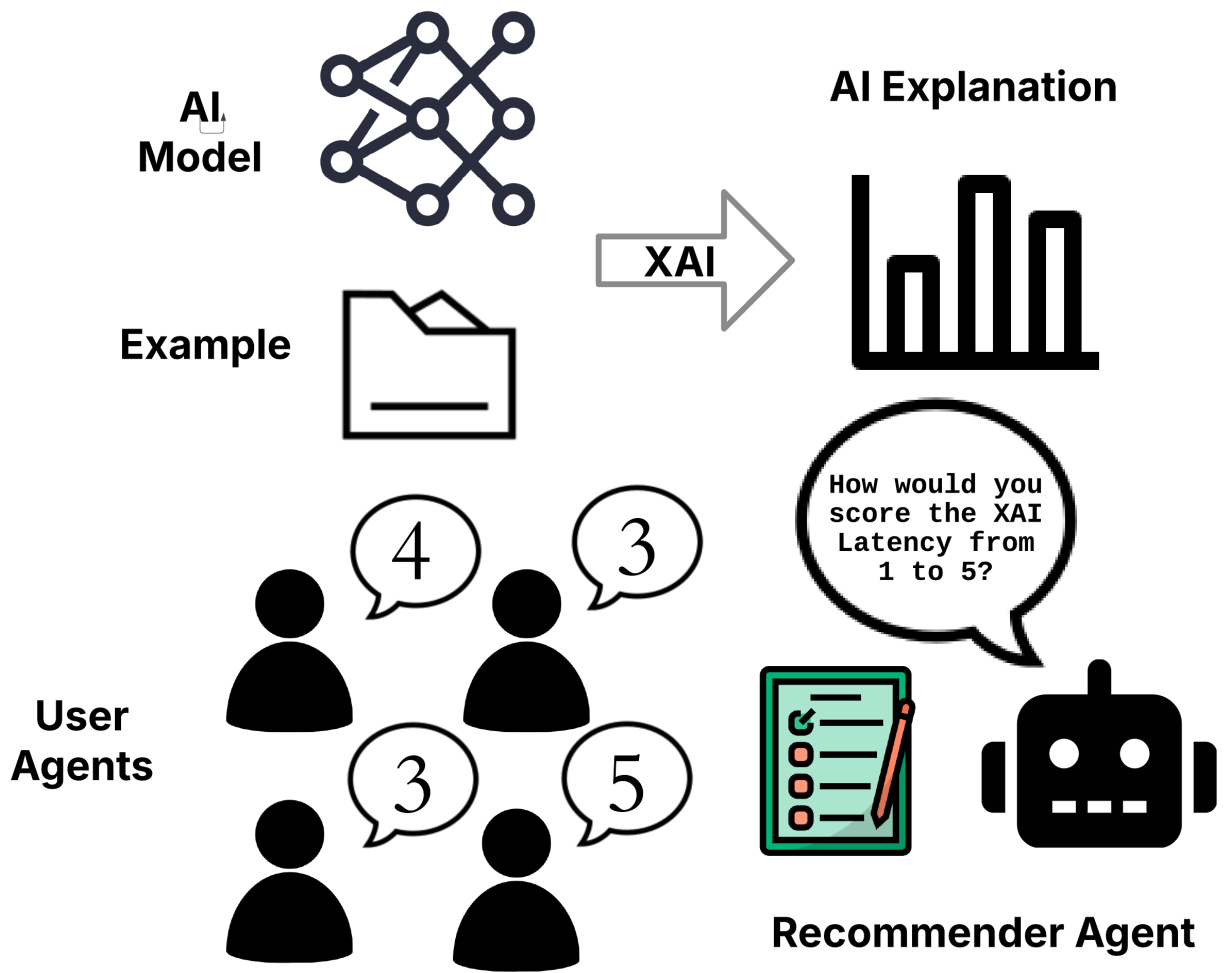 AI
Model
AI Explanation
XAI
Example
How would you
score the XAI
Latency from
1 to 5?
4
3
User
Agents
3
5
Recommender Agent